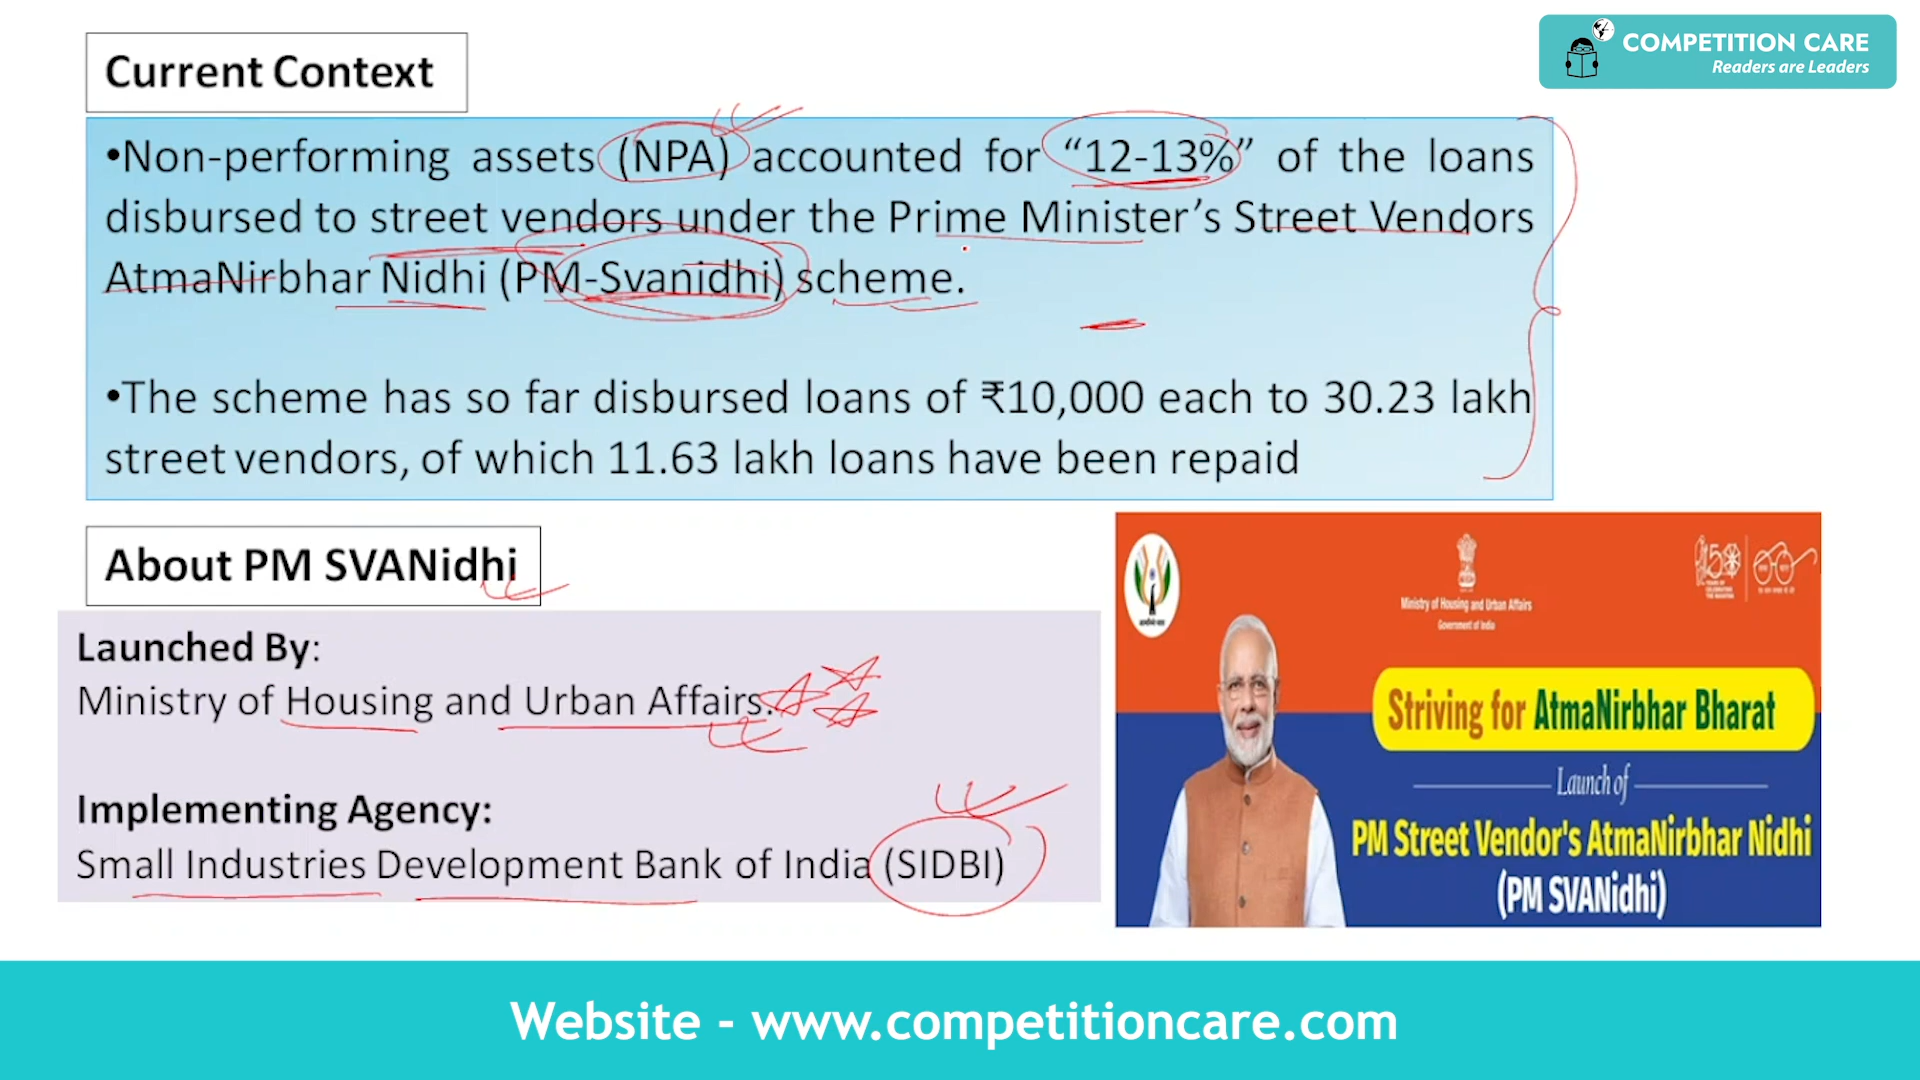 COMPETITION CARE
Readers are Leaders
Current Context
•Non-performing assets (NPA) accounted for “12-13%” of the loans
disbursed to street vendors under the Prime Minister’s Street Vendors
AtmaNirbhar Nidhi (PM-Svanidhi) scheme.
•The scheme has so far disbursed loans of ₹10,000 each to 30.23 lakh
street vendors, of which 11.63 lakh loans have been repaid
About PM SVANidhi
Launched By:
Ministry of Housing and Urban Affairs.
Implementing Agency:
Small Industries Development Bank of India (SIDBI)
Ministry of Housing and Urban Affairs
Government of India
Striving for AtmaNirbhar Bharat
Launch of
PM Street Vendor's AtmaNirbhar Nidhi
(PM SVANidhi)
Website - www.competitioncare.com